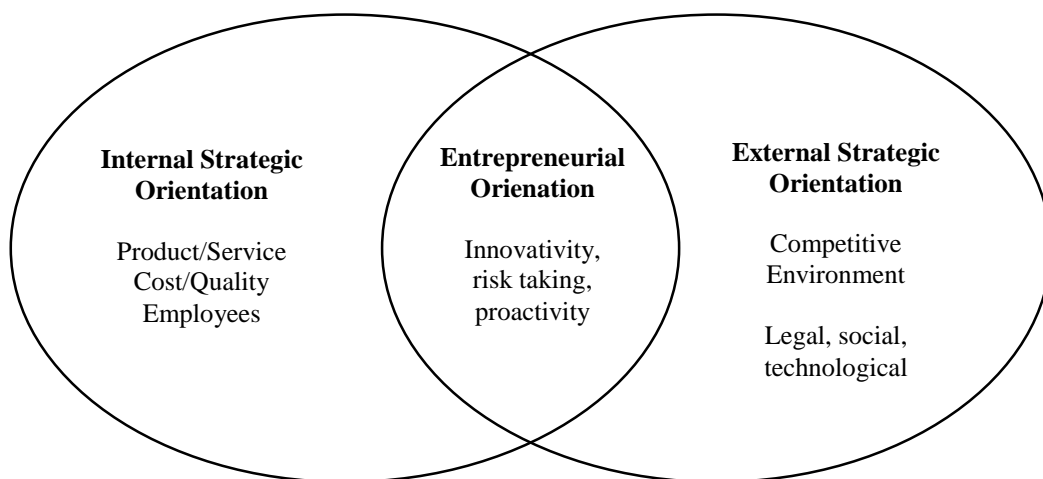 Internal Strategic
Orientation
Product/Service
Cost/Quality
Employees
Entrepreneurial
Orienation
Innovativity,
risk taking,
proactivity
External Strategic
Orientation
Competitive
Environment
Legal, social,
technological